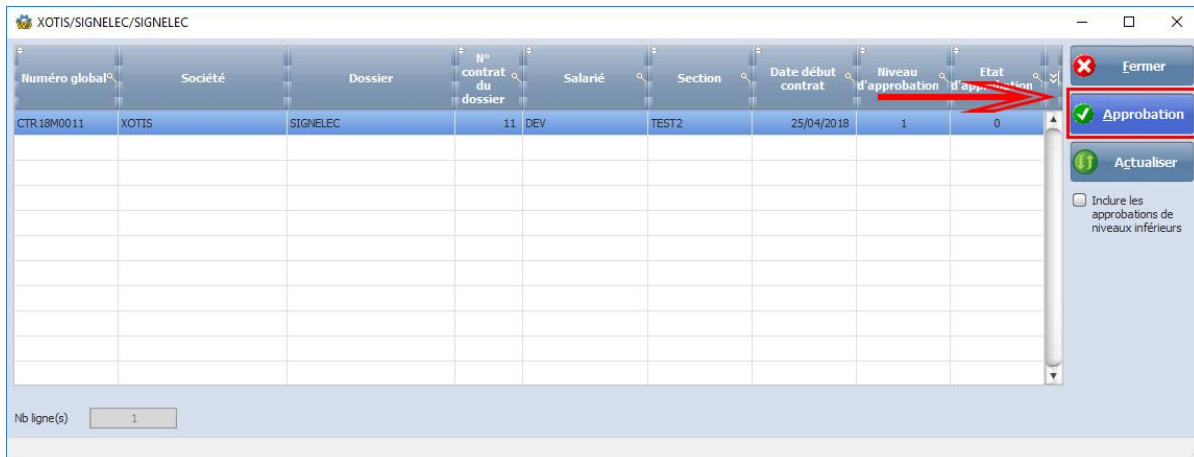 XOTIS/SIGNELEC/SIGNELEC
Numéro global
Société
Dossier
N°
contrat
du
dossier
Salarié
Section
Date début
contrat
Niveau
d'approbation
Etat
d'approbation
CTR18M0011 XOTIS SIGNELEC 11 DEV TEST2 25/04/2018 1 0
Fermer
Approbation
Actualiser
Inclure les
approbations de
niveaux inférieurs
Nb ligne(s) 1